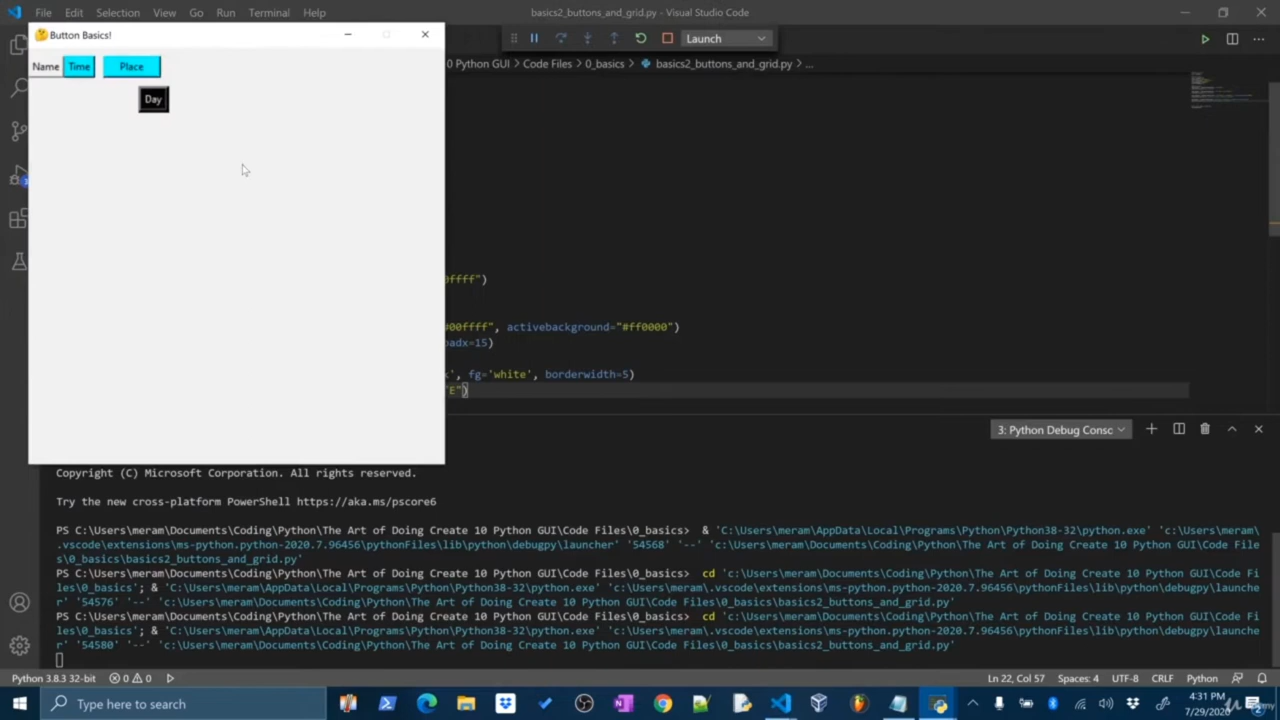 File Edit Selection View Go Run Terminal Help basics2_buttons_and_grid.py - Visual Studio Code
Button Basics!
Launch
Name Time Place
0 Python GUI > Code Files > 0_basics > basics2_buttons_and_grid.py > ...
Day
ffff")
#00ffff", activebackground="#ff0000")
padx=15)
k', fg='white', borderwidth=5)
E")
3: Python Debug Consc
Copyright (C) Microsoft Corporation. All rights reserved.
Try the new cross-platform PowerShell https://aka.ms/pscore6
PS C:\Users\meram\Documents\Coding\Python\The Art of Doing Create 10 Python GUI\Code Files\0_basics> & 'C:\Users\meram\AppData\Local\Programs\Python\Python38-32\python.exe' 'c:\Users\meram\
.vscode\extensions\ms-python.python-2020.7.96456\pythonFiles\lib\python\debugpy\launcher' '54568' '--' 'c:\Users\meram\Documents\Coding\Python\The Art of Doing Create 10 Python GUI\Code File
s\0_basics\basics2_buttons_and_grid.py'
PS C:\Users\meram\Documents\Coding\Python\The Art of Doing Create 10 Python GUI\Code Files\0_basics> cd 'c:\Users\meram\Documents\Coding\Python\The Art of Doing Create 10 Python GUI\Code Fi
les\0_basics'; & 'C:\Users\meram\AppData\Local\Programs\Python\Python38-32\python.exe' 'c:\Users\meram\.vscode\extensions\ms-python.python-2020.7.96456\pythonFiles\lib\python\debugpy\launche
r' '54576' '--' 'c:\Users\meram\Documents\Coding\Python\The Art of Doing Create 10 Python GUI\Code Files\0_basics\basics2_buttons_and_grid.py'
PS C:\Users\meram\Documents\Coding\Python\The Art of Doing Create 10 Python GUI\Code Files\0_basics> cd 'c:\Users\meram\Documents\Coding\Python\The Art of Doing Create 10 Python GUI\Code Fi
les\0_basics'; & 'C:\Users\meram\AppData\Local\Programs\Python\Python38-32\python.exe' 'c:\Users\meram\.vscode\extensions\ms-python.python-2020.7.96456\pythonFiles\lib\python\debugpy\launche
r' '54580' '--' 'c:\Users\meram\Documents\Coding\Python\The Art of Doing Create 10 Python GUI\Code Files\0_basics\basics2_buttons_and_grid.py'
Python 3.8.3 32-bit 0 0 Ln 22, Col 57 Spaces: 4 UTF-8 CRLF Python
Type here to search
4:31 PM
7/29/2020